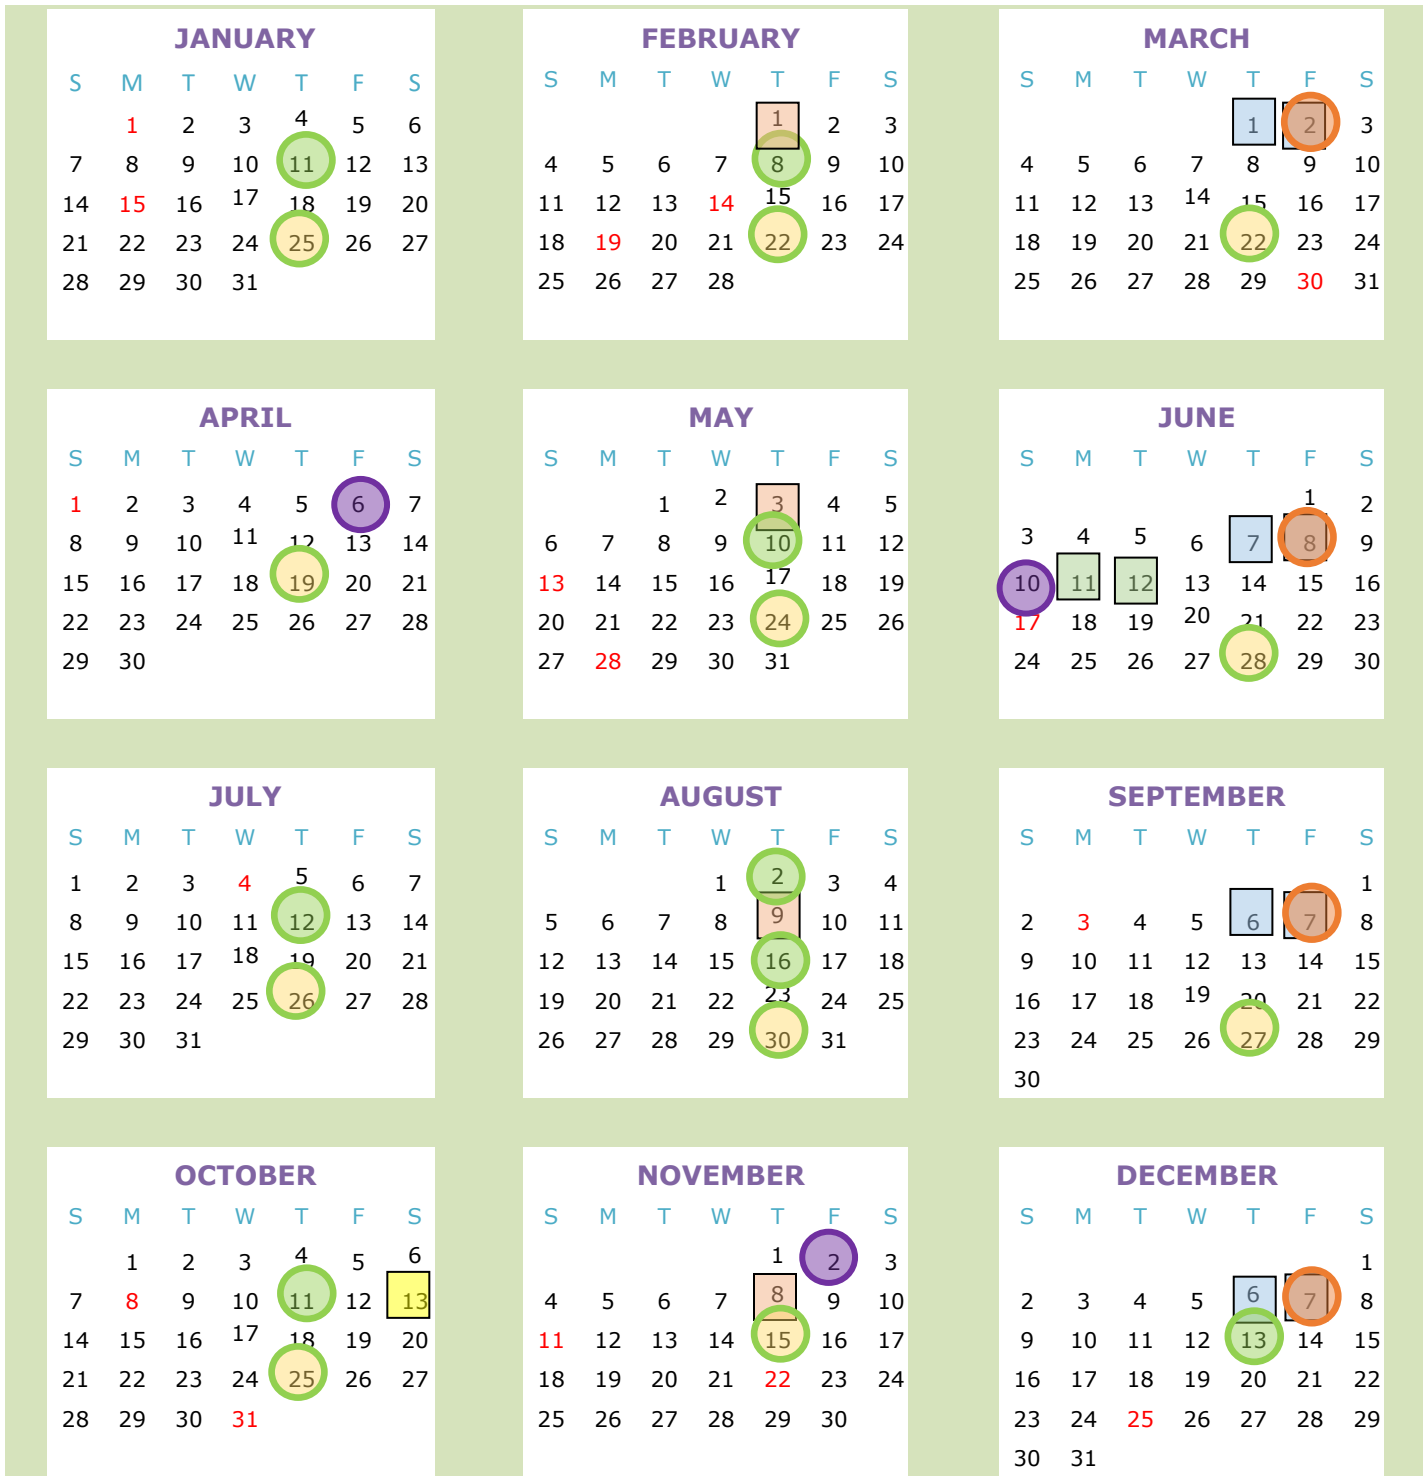 JANUARY
S M T W T F S
1 2 3 4 5 6
7 8 9 10 11 12 13
14 15 16 17 18 19 20
21 22 23 24 25 26 27
28 29 30 31
FEBRUARY
S M T W T F S
1 2 3
4 5 6 7 8 9 10
11 12 13 14 15 16 17
18 19 20 21 22 23 24
25 26 27 28
MARCH
S M T W T F S
1 2 3
4 5 6 7 8 9 10
11 12 13 14 15 16 17
18 19 20 21 22 23 24
25 26 27 28 29 30 31
APRIL
S M T W T F S
1 2 3 4 5 6 7
8 9 10 11 12 13 14
15 16 17 18 19 20 21
22 23 24 25 26 27 28
29 30
MAY
S M T W T F S
1 2 3 4 5
6 7 8 9 10 11 12
13 14 15 16 17 18 19
20 21 22 23 24 25 26
27 28 29 30 31
JUNE
S M T W T F S
1 2
3 4 5 6 7 8 9
10 11 12 13 14 15 16
17 18 19 20 21 22 23
24 25 26 27 28 29 30
JULY
S M T W T F S
1 2 3 4 5 6 7
8 9 10 11 12 13 14
15 16 17 18 19 20 21
22 23 24 25 26 27 28
29 30 31
AUGUST
S M T W T F S
1 2 3 4
5 6 7 8 9 10 11
12 13 14 15 16 17 18
19 20 21 22 23 24 25
26 27 28 29 30 31
SEPTEMBER
S M T W T F S
1
2 3 4 5 6 7 8
9 10 11 12 13 14 15
16 17 18 19 20 21 22
23 24 25 26 27 28 29
30
OCTOBER
S M T W T F S
1 2 3 4 5 6
7 8 9 10 11 12 13
14 15 16 17 18 19 20
21 22 23 24 25 26 27
28 29 30 31
NOVEMBER
S M T W T F S
1 2 3
4 5 6 7 8 9 10
11 12 13 14 15 16 17
18 19 20 21 22 23 24
25 26 27 28 29 30
DECEMBER
S M T W T F S
1
2 3 4 5 6 7 8
9 10 11 12 13 14 15
16 17 18 19 20 21 22
23 24 25 26 27 28 29
30 31